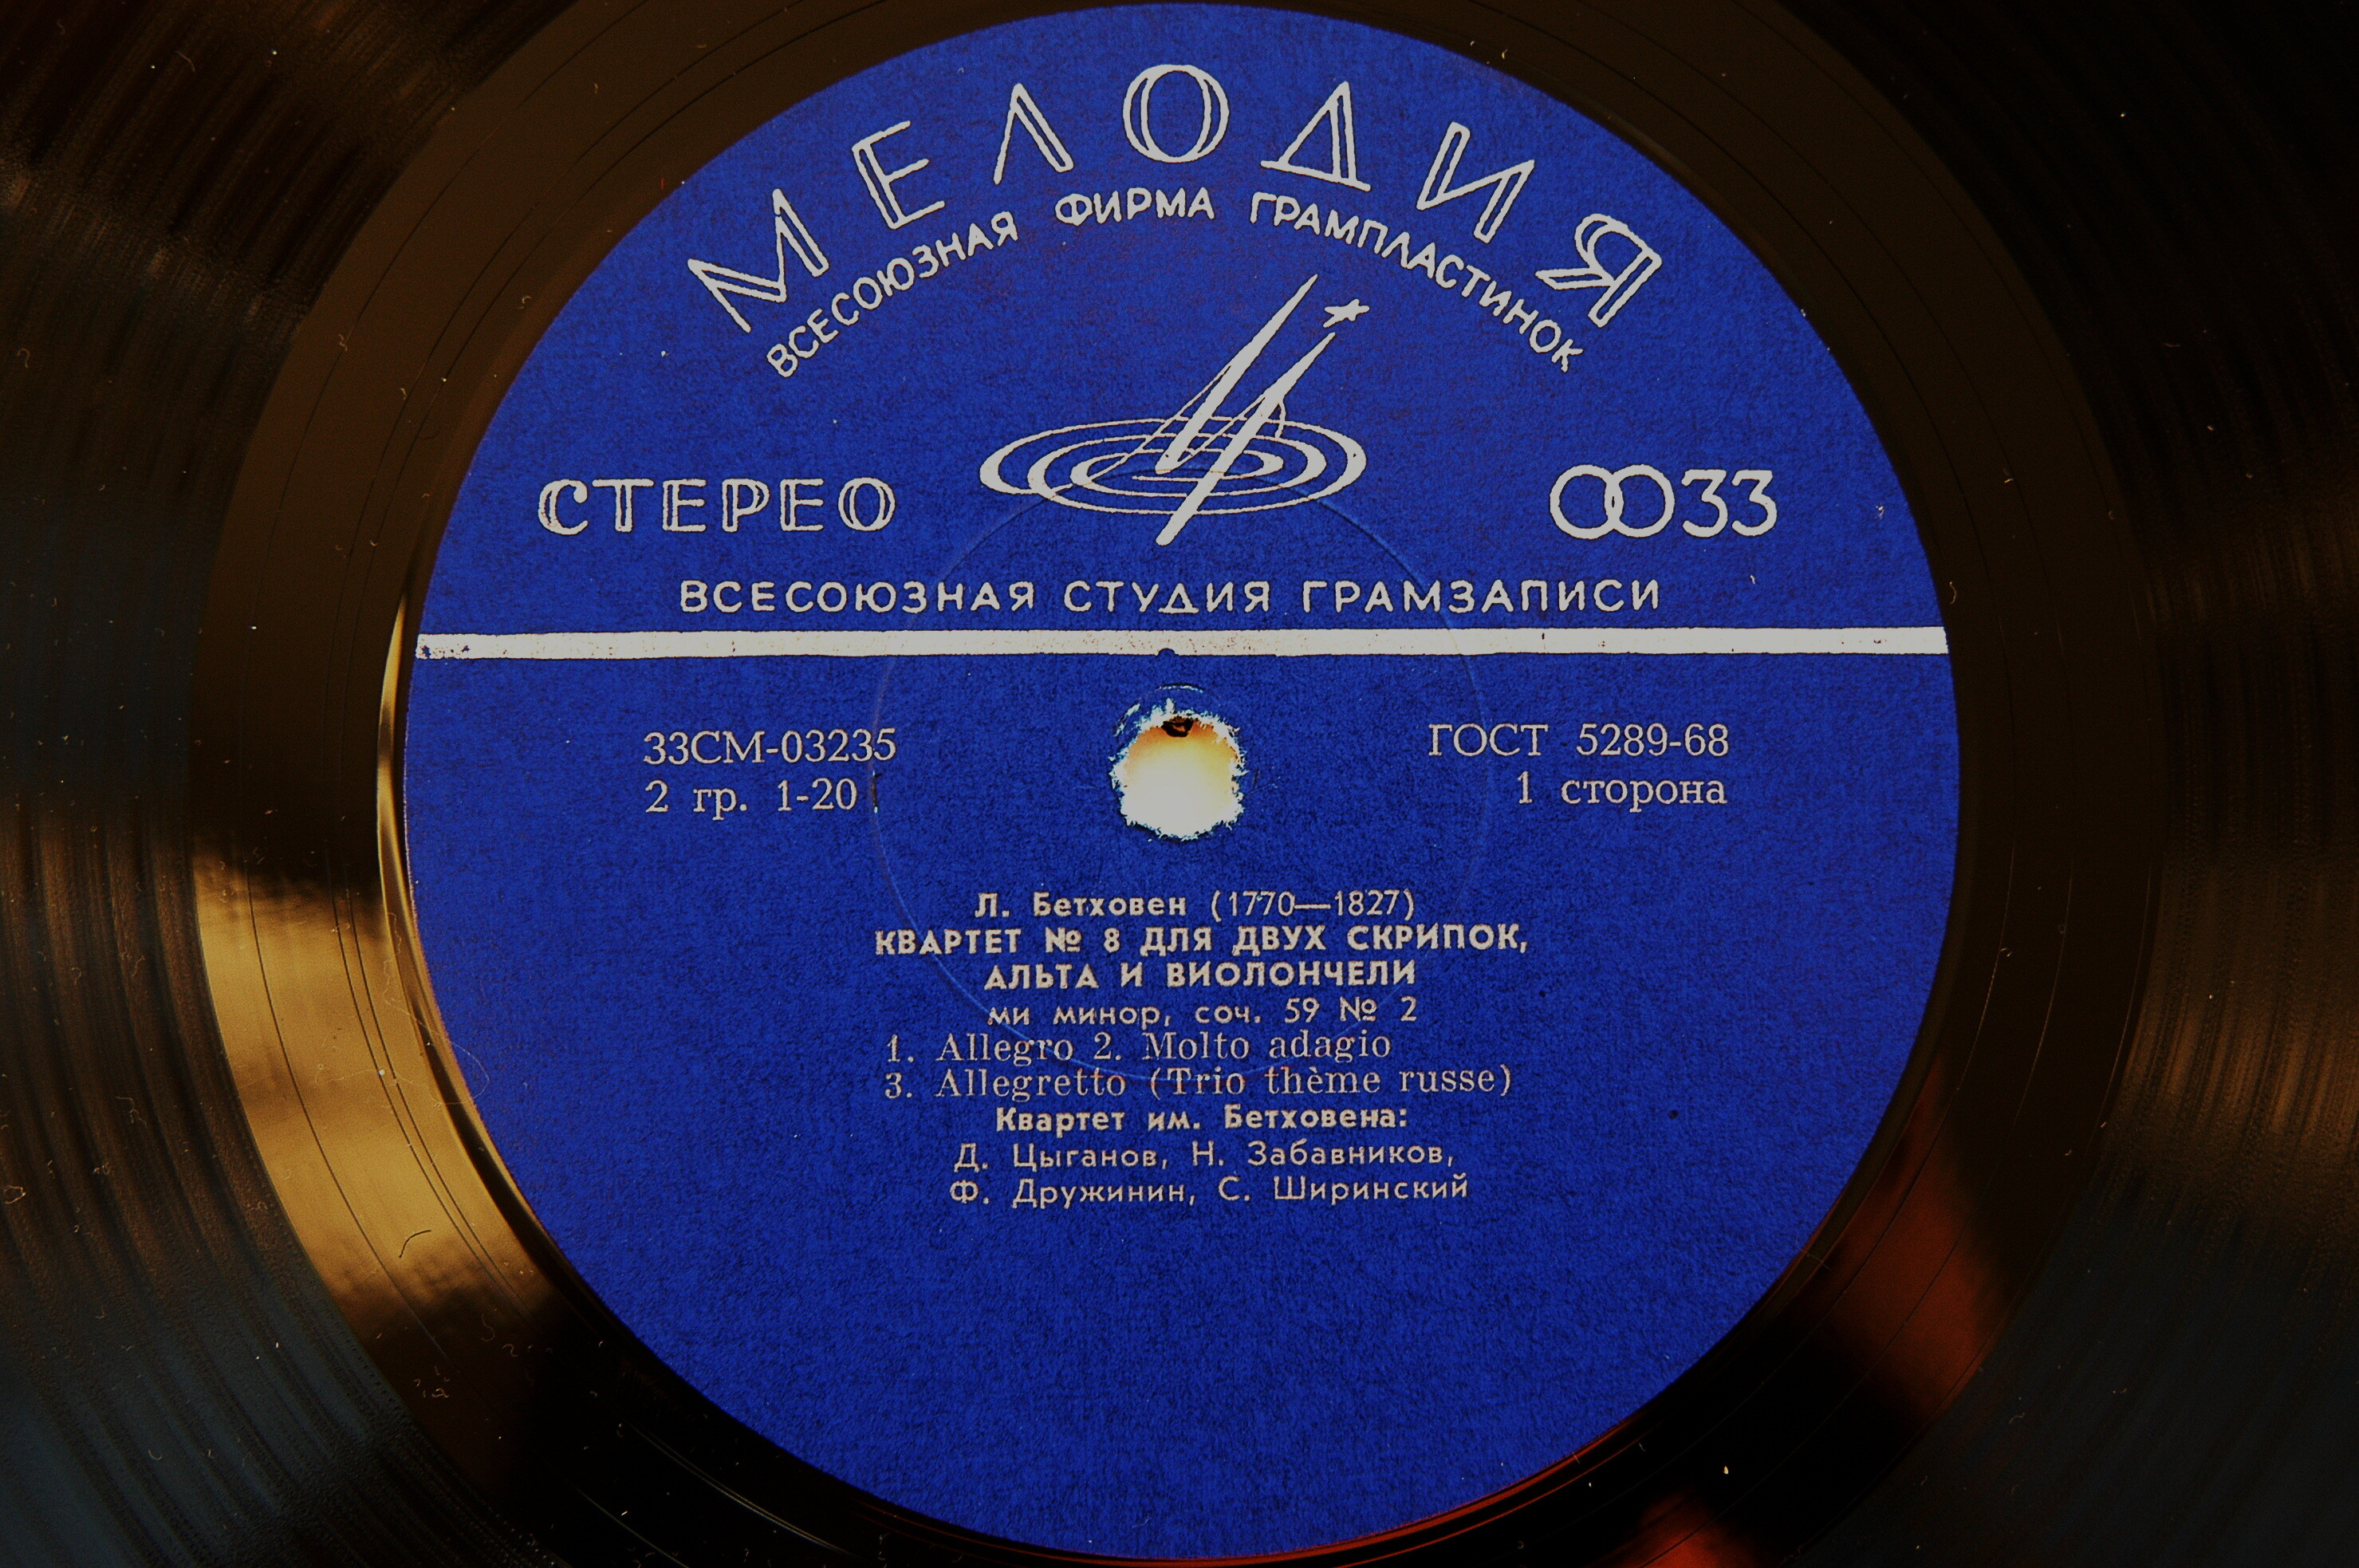 МЕЛОДИЯ
ВСЕСОЮЗНАЯ ФИРМА ГРАМПЛАСТИНОК
СТЕРЕО
33
ВСЕСОЮЗНАЯ СТУДИЯ ГРАМЗАПИСИ
33СМ-03235
ГОСТ 5289-68
2 гр. 1-20
1 сторона
Л. Бетховен (1770—1827)
КВАРТЕТ № 8 ДЛЯ ДВУХ СКРИПОК,
АЛЬТА И ВИОЛОНЧЕЛИ
ми минор, соч. 59 № 2
1. Allegro 2. Molto adagio
3. Allegretto (Trio thème russe)
Квартет им. Бетховена:
Д. Цыганов, Н. Забавников,
Ф. Дружинин, С. Ширинский